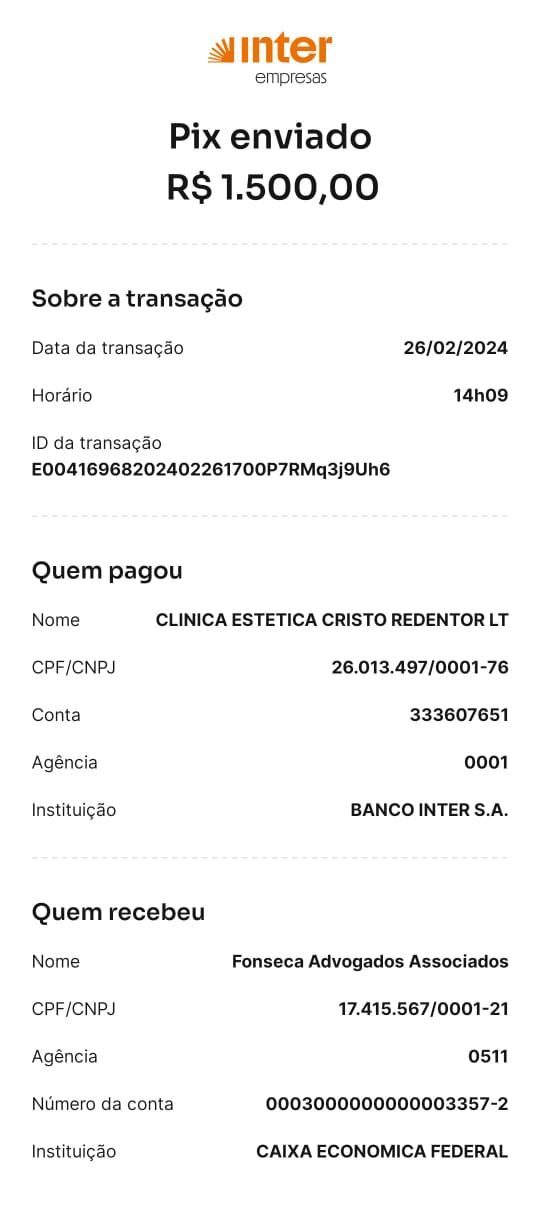 inter
empresas
Pix enviado
R$ 1.500,00
Sobre a transação
Data da transação 26/02/2024
Horário 14h09
ID da transação
E00416968202402261700P7RMq3j9Uh6
Quem pagou
Nome CLINICA ESTETICA CRISTO REDENTOR LT
CPF/CNPJ 26.013.497/0001-76
Conta 333607651
Agência 0001
Instituição BANCO INTER S.A.
Quem recebeu
Nome Fonseca Advogados Associados
CPF/CNPJ 17.415.567/0001-21
Agência 0511
Número da conta 0003000000000003357-2
Instituição CAIXA ECONOMICA FEDERAL